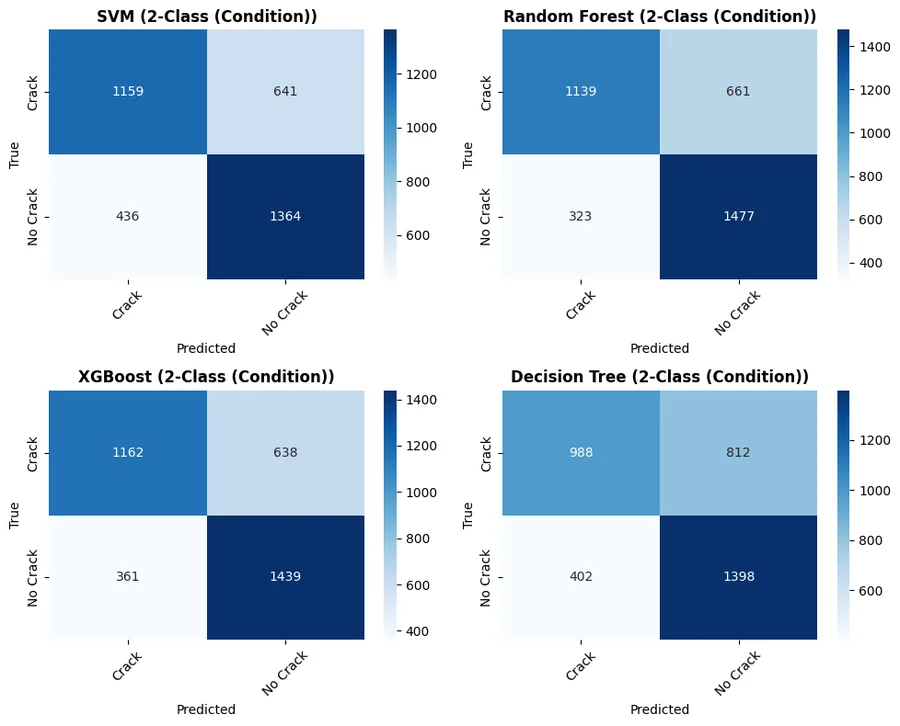 SVM (2-Class (Condition))
Crack
1159
641
1200
1000
800
600
True
No Crack
436
1364
Crack
No Crack
Predicted
Random Forest (2-Class (Condition))
Crack
1139
661
1400
1200
1000
800
600
400
True
No Crack
323
1477
Crack
No Crack
Predicted
XGBoost (2-Class (Condition))
Crack
1162
638
1400
1200
1000
800
600
400
True
No Crack
361
1439
Crack
No Crack
Predicted
Decision Tree (2-Class (Condition))
Crack
988
812
1200
1000
800
600
True
No Crack
402
1398
Crack
No Crack
Predicted